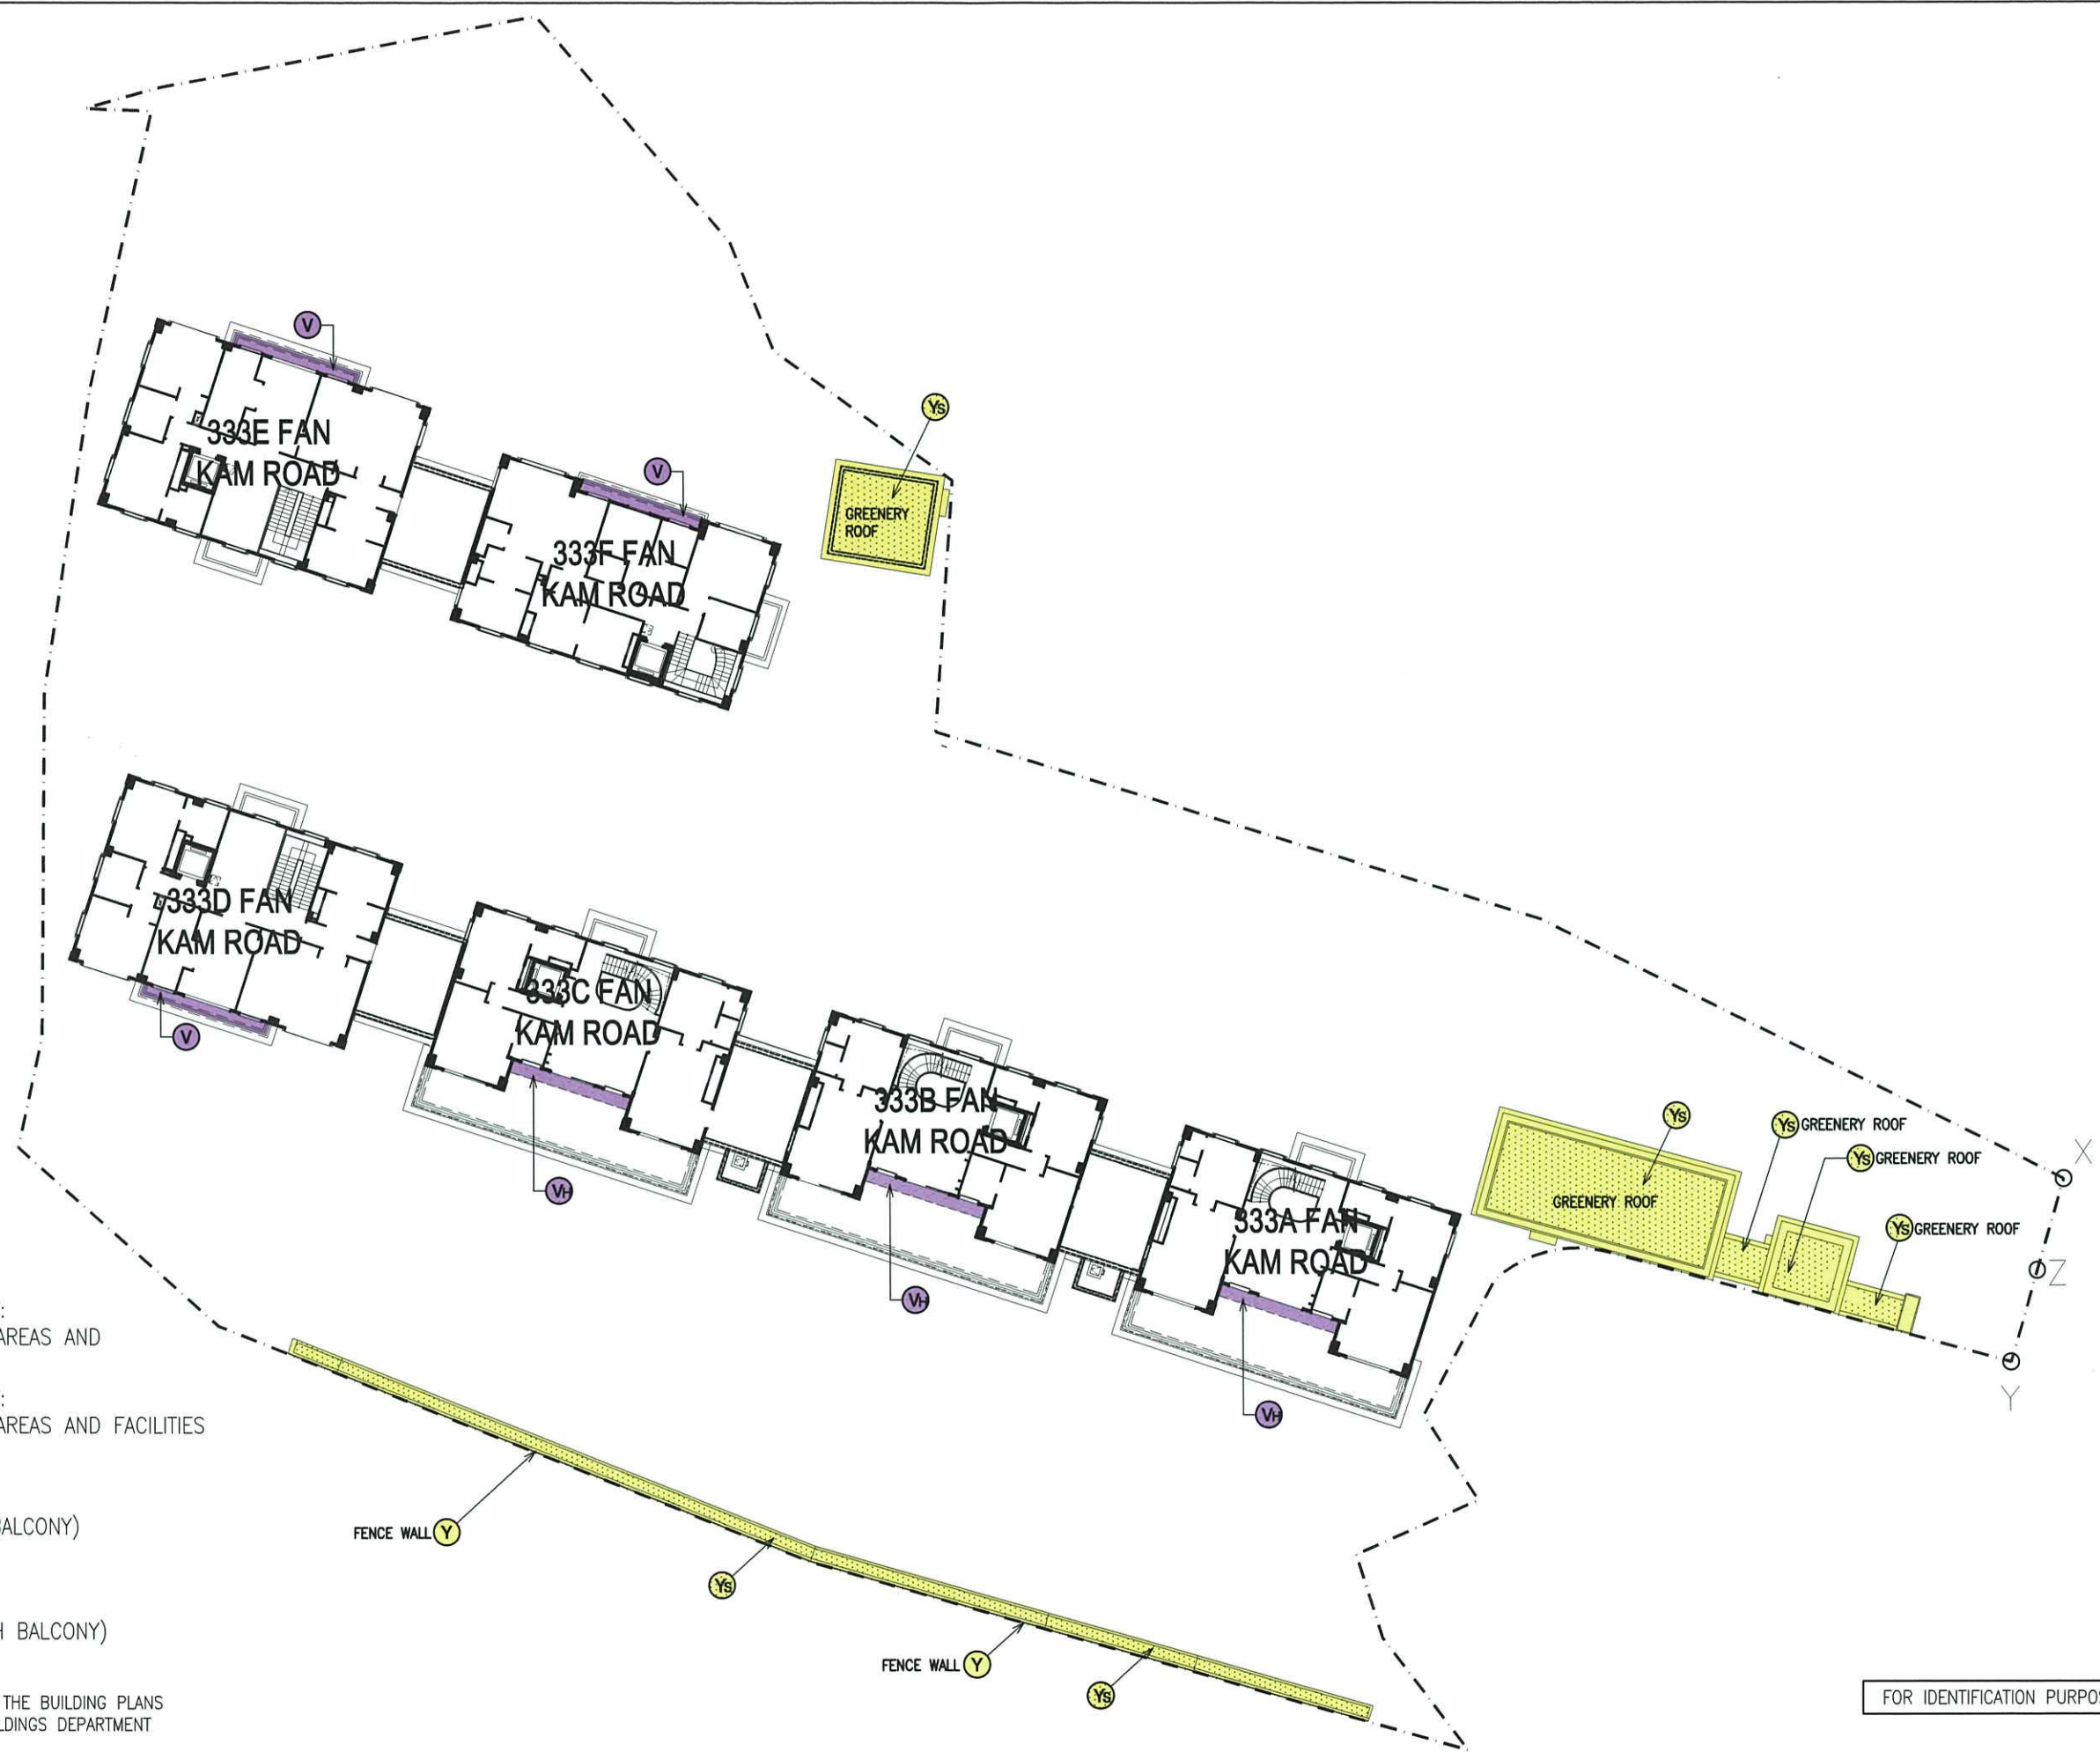 V
333E FAN
KAM ROAD
V
333F FAN
KAM ROAD
Ys
GREENERY
ROOF
333D FAN
KAM ROAD
V
333C FAN
KAM ROAD
VH
333B FAN
KAM ROAD
VH
333A FAN
KAM ROAD
VH
Ys
GREENERY ROOF
Ys GREENERY ROOF
Ys GREENERY ROOF
Ys GREENERY ROOF
X
Z
Y
:
AREAS AND
:
AREAS AND FACILITIES
BALCONY)
H BALCONY)
THE BUILDING PLANS
LDINGS DEPARTMENT
FENCE WALL Y
Ys
FENCE WALL Y
Ys
FOR IDENTIFICATION PURPOS